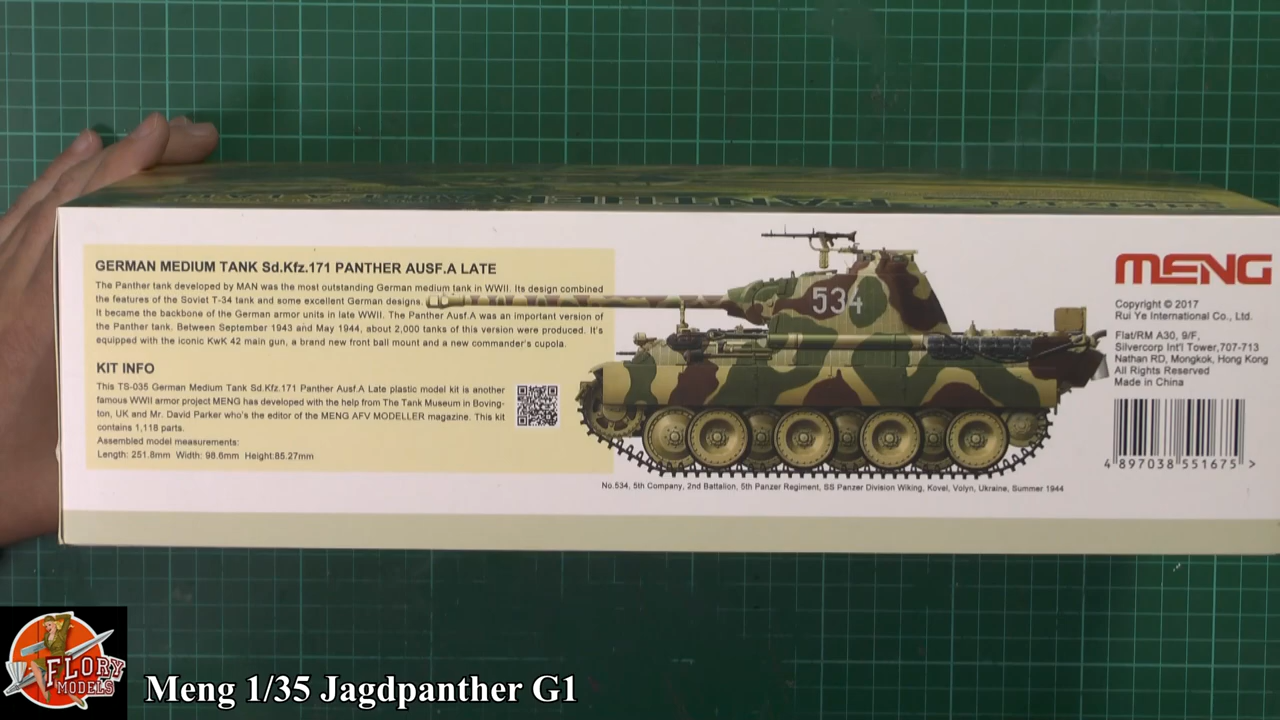 GERMAN MEDIUM TANK Sd.Kfz.171 PANTHER AUSF.A LATE
The Panther tank developed by MAN was the most outstanding German medium tank in WWII. Its design combined
the features of the Soviet T-34 tank and some excellent German designs.
It became the backbone of the German armor units in late WWII. The Panther Ausf.A was an important version of
the Panther tank. Between September 1943 and May 1944, about 2,000 tanks of this version were produced. It's
equipped with the iconic KwK 42 main gun, a brand new front ball mount and a new commander's cupola.
KIT INFO
This TS-035 German Medium Tank Sd.Kfz.171 Panther Ausf.A Late plastic model kit is another
famous WWII armor project MENG has developed with the help from The Tank Museum in Boving-
ton, UK and Mr. David Parker who's the editor of the MENG AFV MODELLER magazine. This kit
contains 1,118 parts.
Assembled model measurements:
Length: 251.8mm Width: 98.6mm Height:85.27mm
534
No.534, 5th Company, 2nd Battalion, 5th Panzer Regiment, SS Panzer Division Wiking, Kovel, Volyn, Ukraine, Summer 1944
MENG
Copyright © 2017
Rui Ye International Co., Ltd.
Flat/RM A30, 9/F,
Silvercorp Int'l Tower,707-713
Nathan RD, Mongkok, Hong Kong
All Rights Reserved
Made in China
4 897038 551675 >
FLORY
MODELS
Meng 1/35 Jagdpanther G1